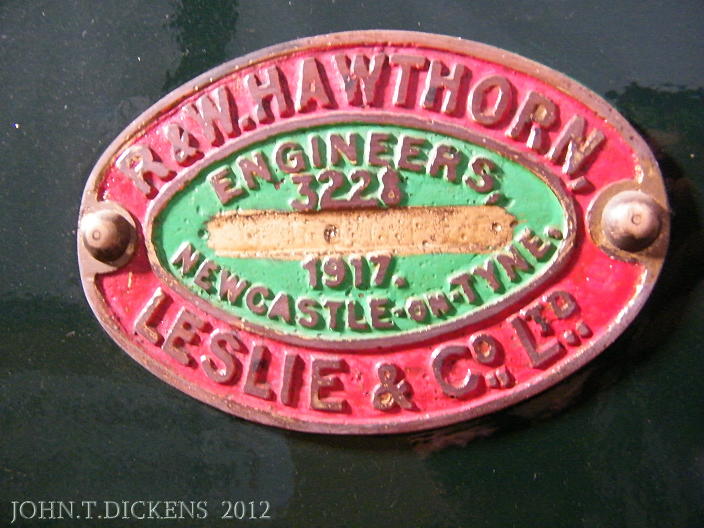 R & W. HAWTHORN,
ENGINEERS,
3228
1917.
NEWCASTLE-ON-TYNE.
LESLIE & Co., LTD.
JOHN.T.DICKENS 2012